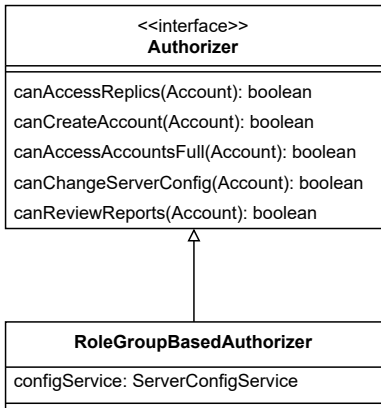 <<interface>>
Authorizer
canAccessReplics(Account): boolean
canCreateAccount(Account): boolean
canAccessAccountsFull(Account): boolean
canChangeServerConfig(Account): boolean
canReviewReports(Account): boolean
RoleGroupBasedAuthorizer
configService: ServerConfigService